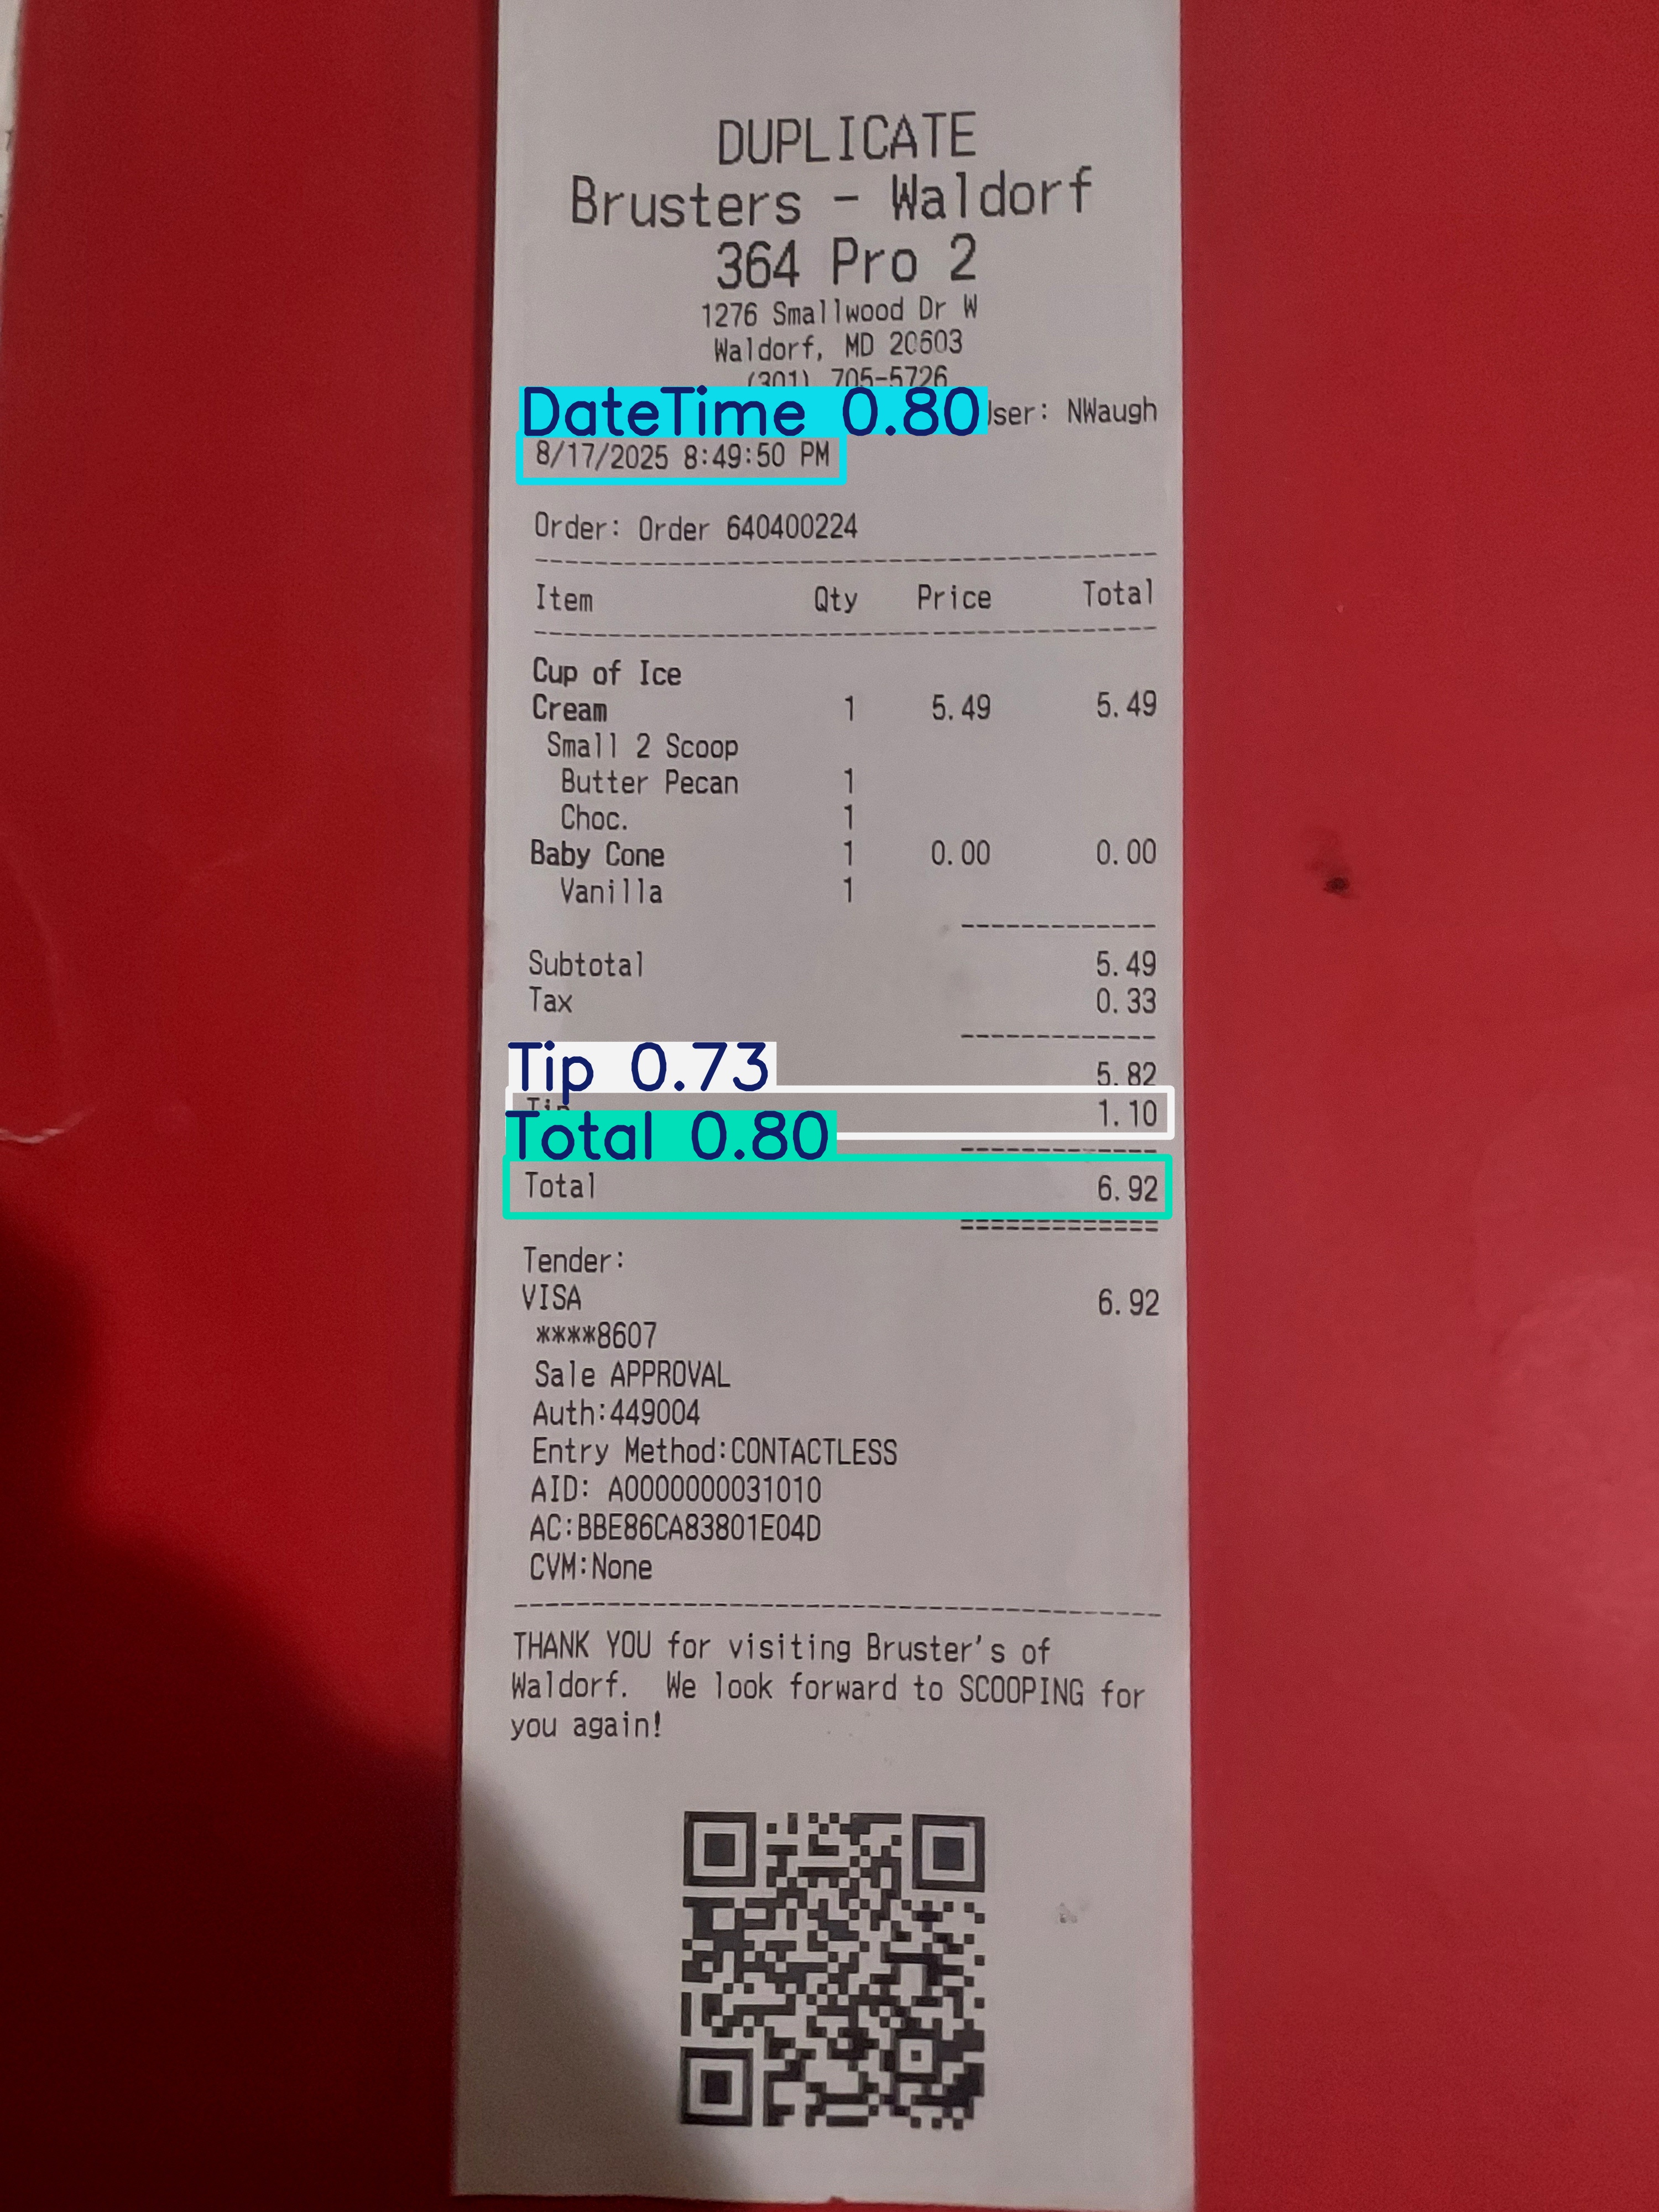 DUPLICATE
Brusters - Waldorf
364 Pro 2
1276 Smallwood Dr W
Waldorf, MD 20603
(301) 705-5726
DateTime 0.80
User: NWaugh
8/17/2025 8:49:50 PM
Order: Order 640400224
Item Qty Price Total
Cup of Ice
Cream 1 5.49 5.49
Small 2 Scoop
Butter Pecan 1
Choc. 1
Baby Cone 1 0.00 0.00
Vanilla 1
Subtotal 5.49
Tax 0.33
5.82
Tip 0.73
Tip 1.10
Total 0.80
Total 6.92
Tender:
VISA 6.92
****8607
Sale APPROVAL
Auth:449004
Entry Method:CONTACTLESS
AID: A0000000031010
AC:BBE86CA83801E04D
CVM:None
THANK YOU for visiting Bruster's of
Waldorf. We look forward to SCOOPING for
you again!